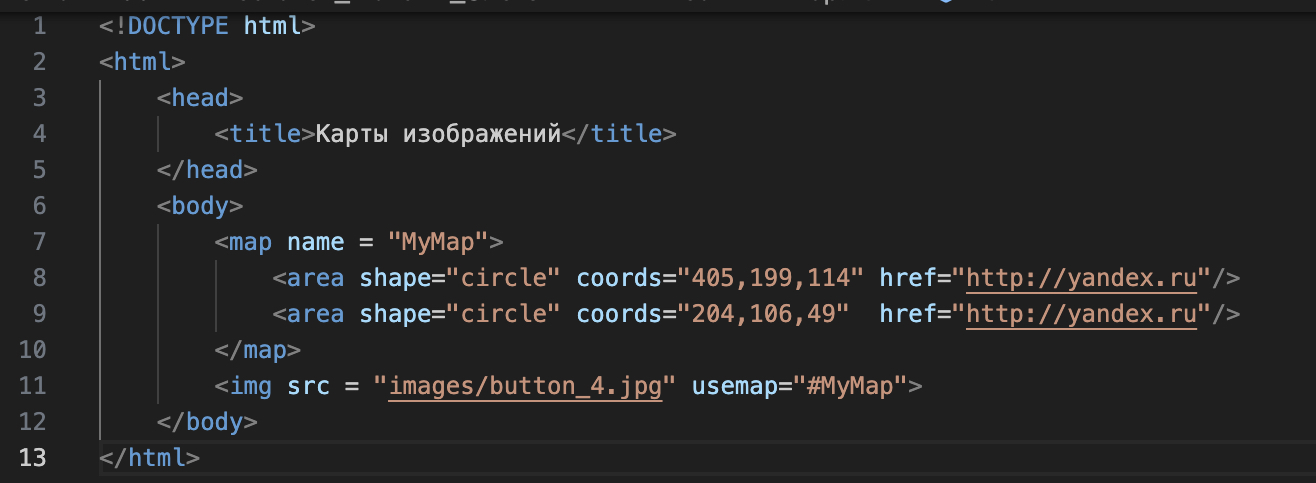 1 <!DOCTYPE html>
2 <html>
3     <head>
4         <title>Карты изображений</title>
5     </head>
6     <body>
7         <map name = "MyMap">
8             <area shape="circle" coords="405,199,114" href="http://yandex.ru"/>
9             <area shape="circle" coords="204,106,49"  href="http://yandex.ru"/>
10         </map>
11         <img src = "images/button_4.jpg" usemap="#MyMap">
12     </body>
13 </html>